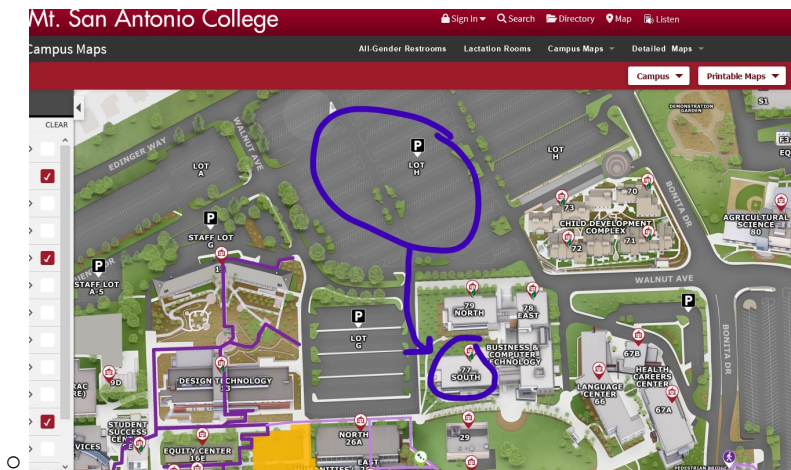 Mt. San Antonio College
Sign In
Search
Directory
Map
Listen
Campus Maps
All-Gender Restrooms
Lactation Rooms
Campus Maps
Detailed Maps
Campus
Printable Maps
CLEAR
EDINGER WAY
WALNUT AVE
LOT
A
P
LOT
H
LOT
H
DEMONSTRATION
GARDEN
S1
EQ
BONITA DR
70
73
CHILD DEVELOPMENT
COMPLEX
72
71
AGRICULTURAL
SCIENCE
80
P
STAFF LOT
G
P
STAFF LOT
A-5
WALNUT AVE
P
P
LOT
G
79
NORTH
78
EAST
BUSINESS &
COMPUTER
77
SOUTH
BONITA DR
67B
HEALTH
CAREERS
CENTER
LANGUAGE
CENTER
66
67A
9D
DESIGN TECHNOLOGY
13
STUDENT
SUCCESS
EQUITY CENTER
16E
NORTH
26A
29
EAST
PEDESTRIAN BRIDGE